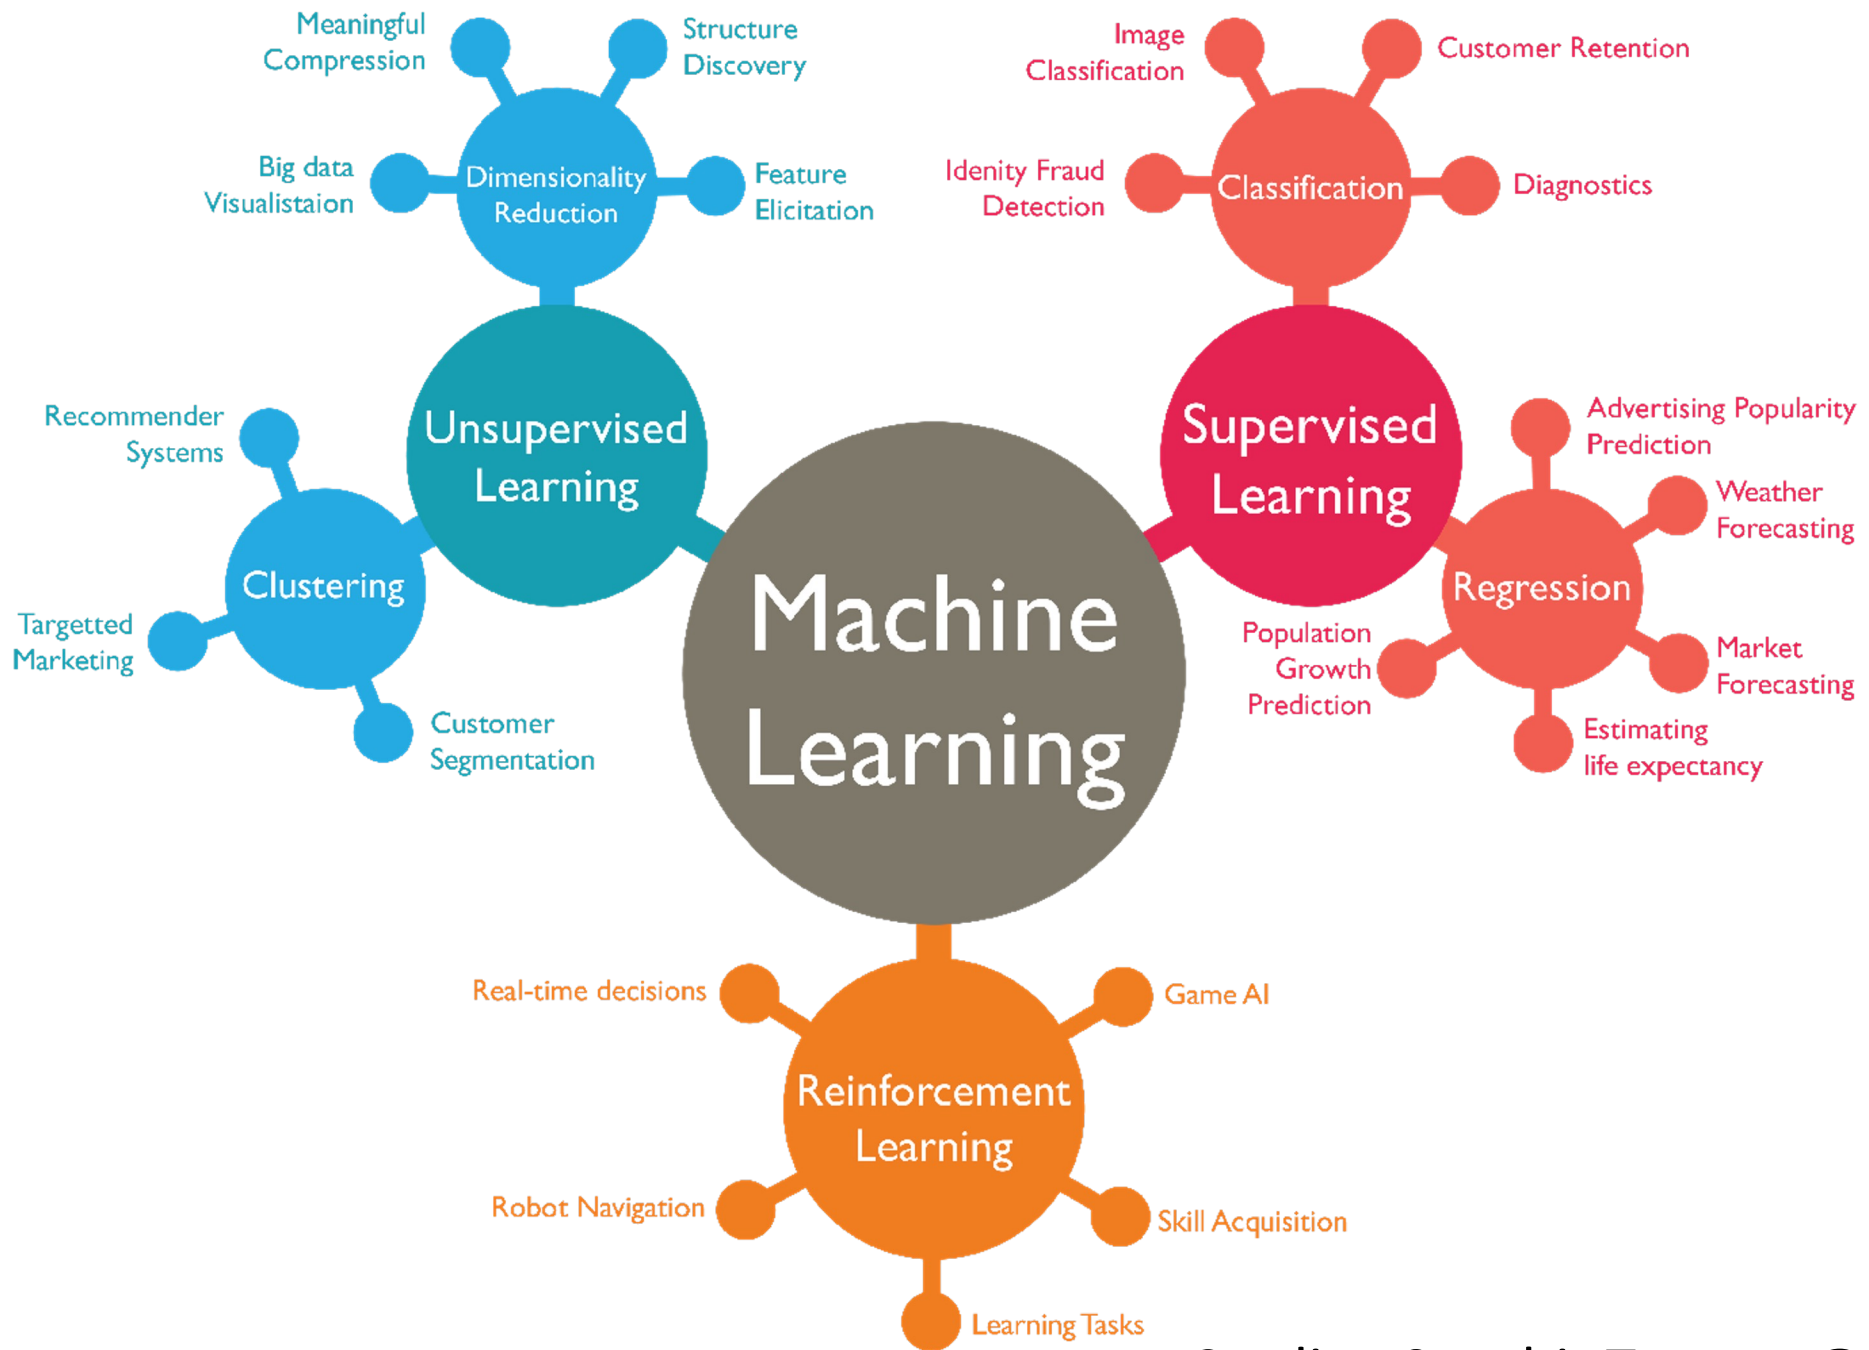 Meaningful
Compression
Structure
Discovery
Big data
Visualistaion
Dimensionality
Reduction
Feature
Elicitation
Image
Classification
Customer Retention
Idenity Fraud
Detection
Classification
Diagnostics
Recommender
Systems
Unsupervised
Learning
Clustering
Targetted
Marketing
Customer
Segmentation
Supervised
Learning
Advertising Popularity
Prediction
Weather
Forecasting
Regression
Population
Growth
Prediction
Market
Forecasting
Estimating
life expectancy
Machine
Learning
Real-time decisions
Game AI
Reinforcement
Learning
Robot Navigation
Skill Acquisition
Learning Tasks